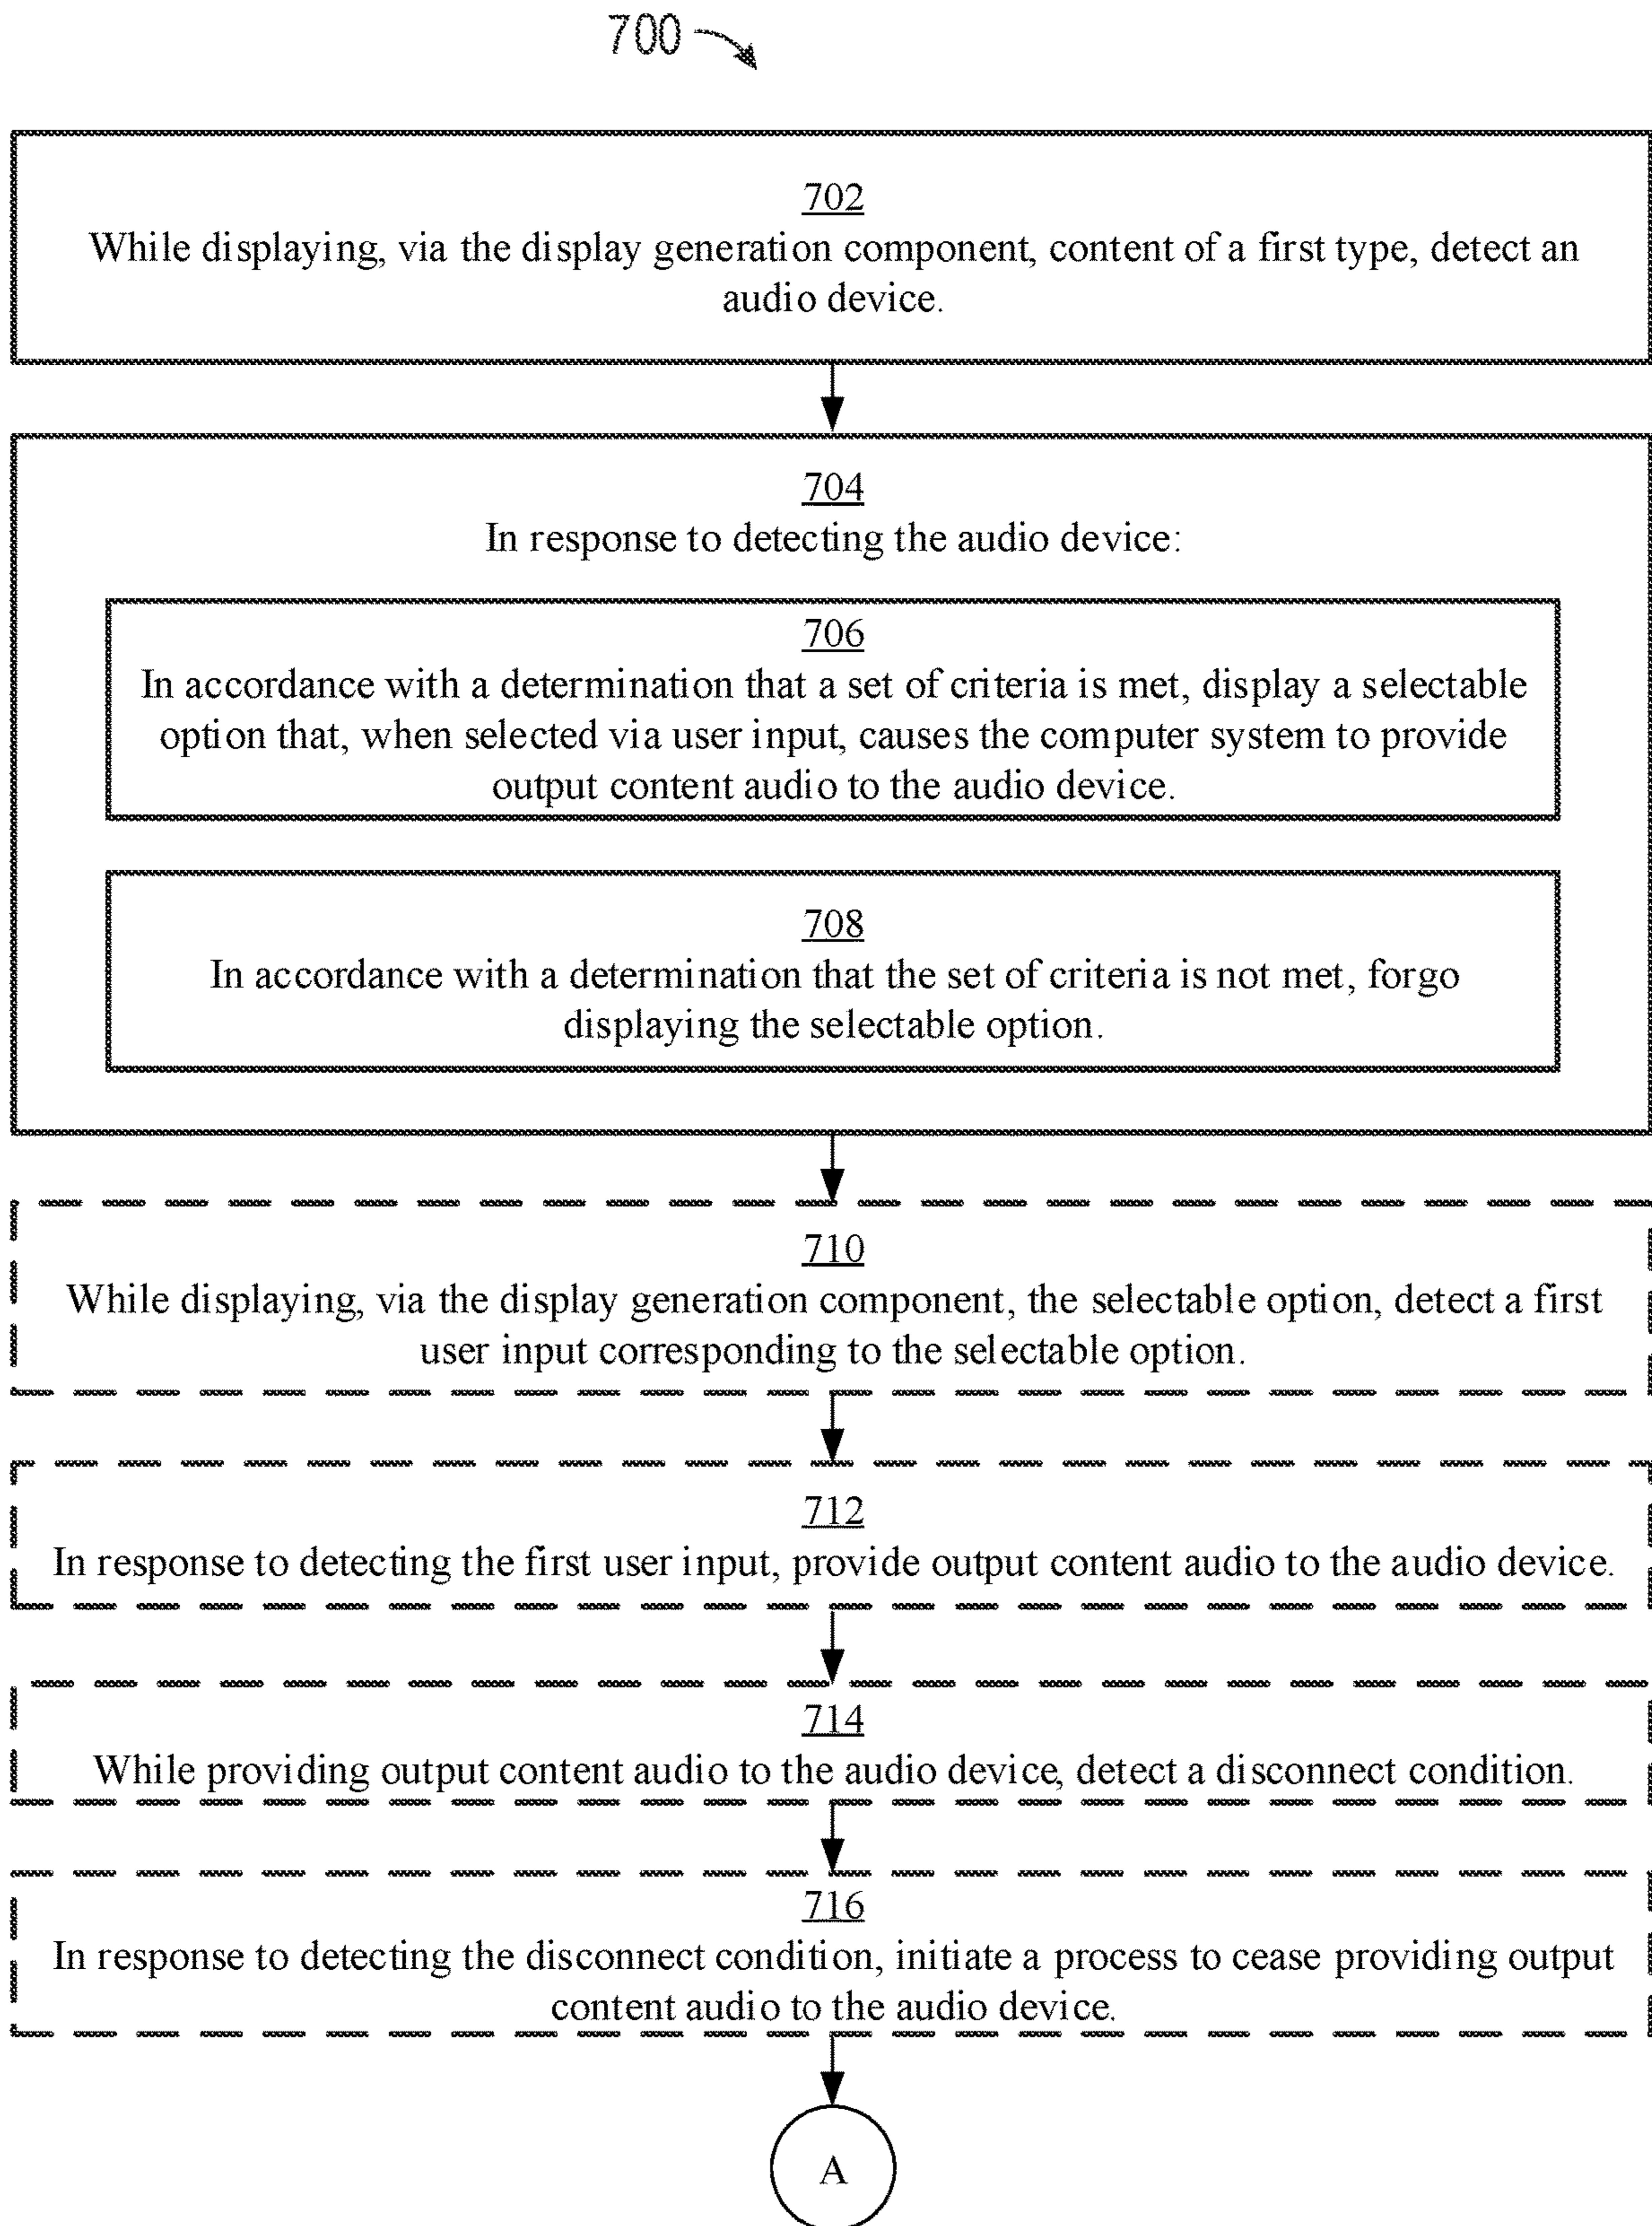 700
702
While displaying, via the display generation component, content of a first type, detect an
audio device.
704
In response to detecting the audio device:
706
In accordance with a determination that a set of criteria is met, display a selectable
option that, when selected via user input, causes the computer system to provide
output content audio to the audio device.
708
In accordance with a determination that the set of criteria is not met, forgo
displaying the selectable option.
710
While displaying, via the display generation component, the selectable option, detect a first
user input corresponding to the selectable option.
712
In response to detecting the first user input, provide output content audio to the audio device.
714
While providing output content audio to the audio device, detect a disconnect condition.
716
In response to detecting the disconnect condition, initiate a process to cease providing output
content audio to the audio device.
A